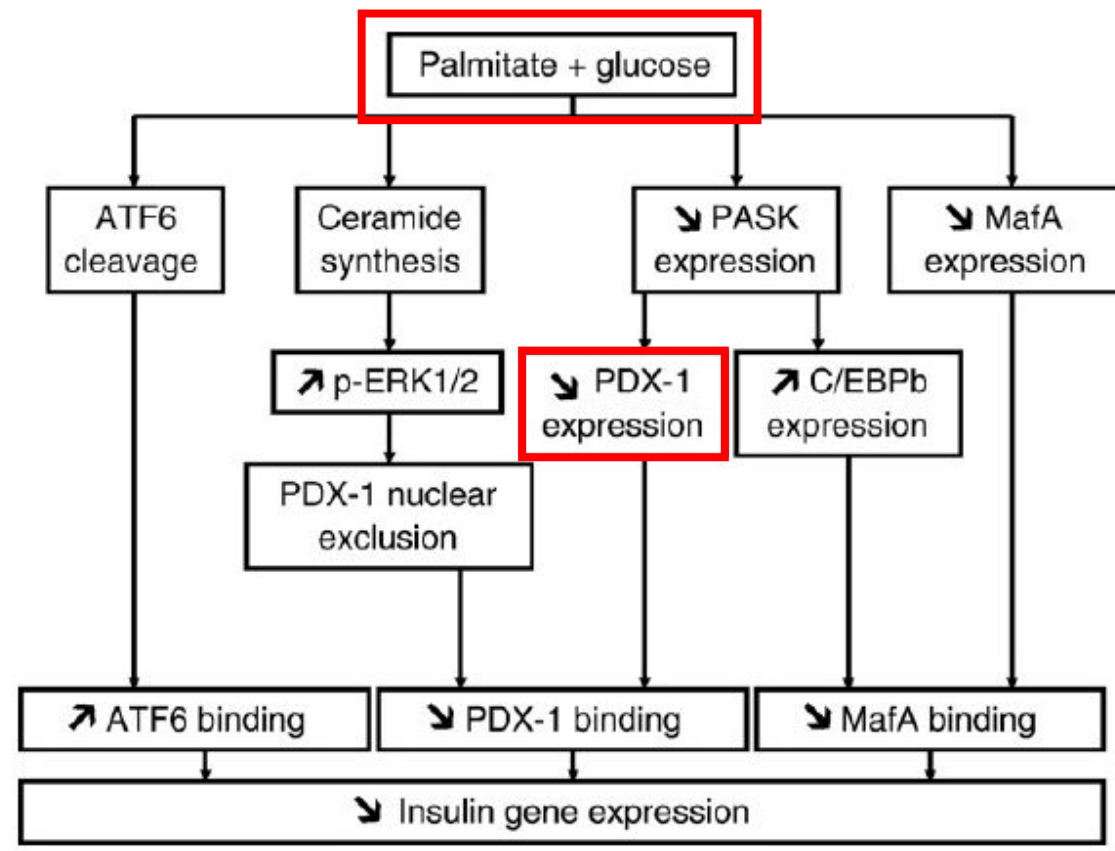 Palmitate + glucose
ATF6
cleavage
Ceramide
synthesis
↘ PASK
expression
↘ MafA
expression
↗ p-ERK1/2
↘ PDX-1
expression
↗ C/EBPb
expression
PDX-1 nuclear
exclusion
↗ ATF6 binding
↘ PDX-1 binding
↘ MafA binding
↘ Insulin gene expression